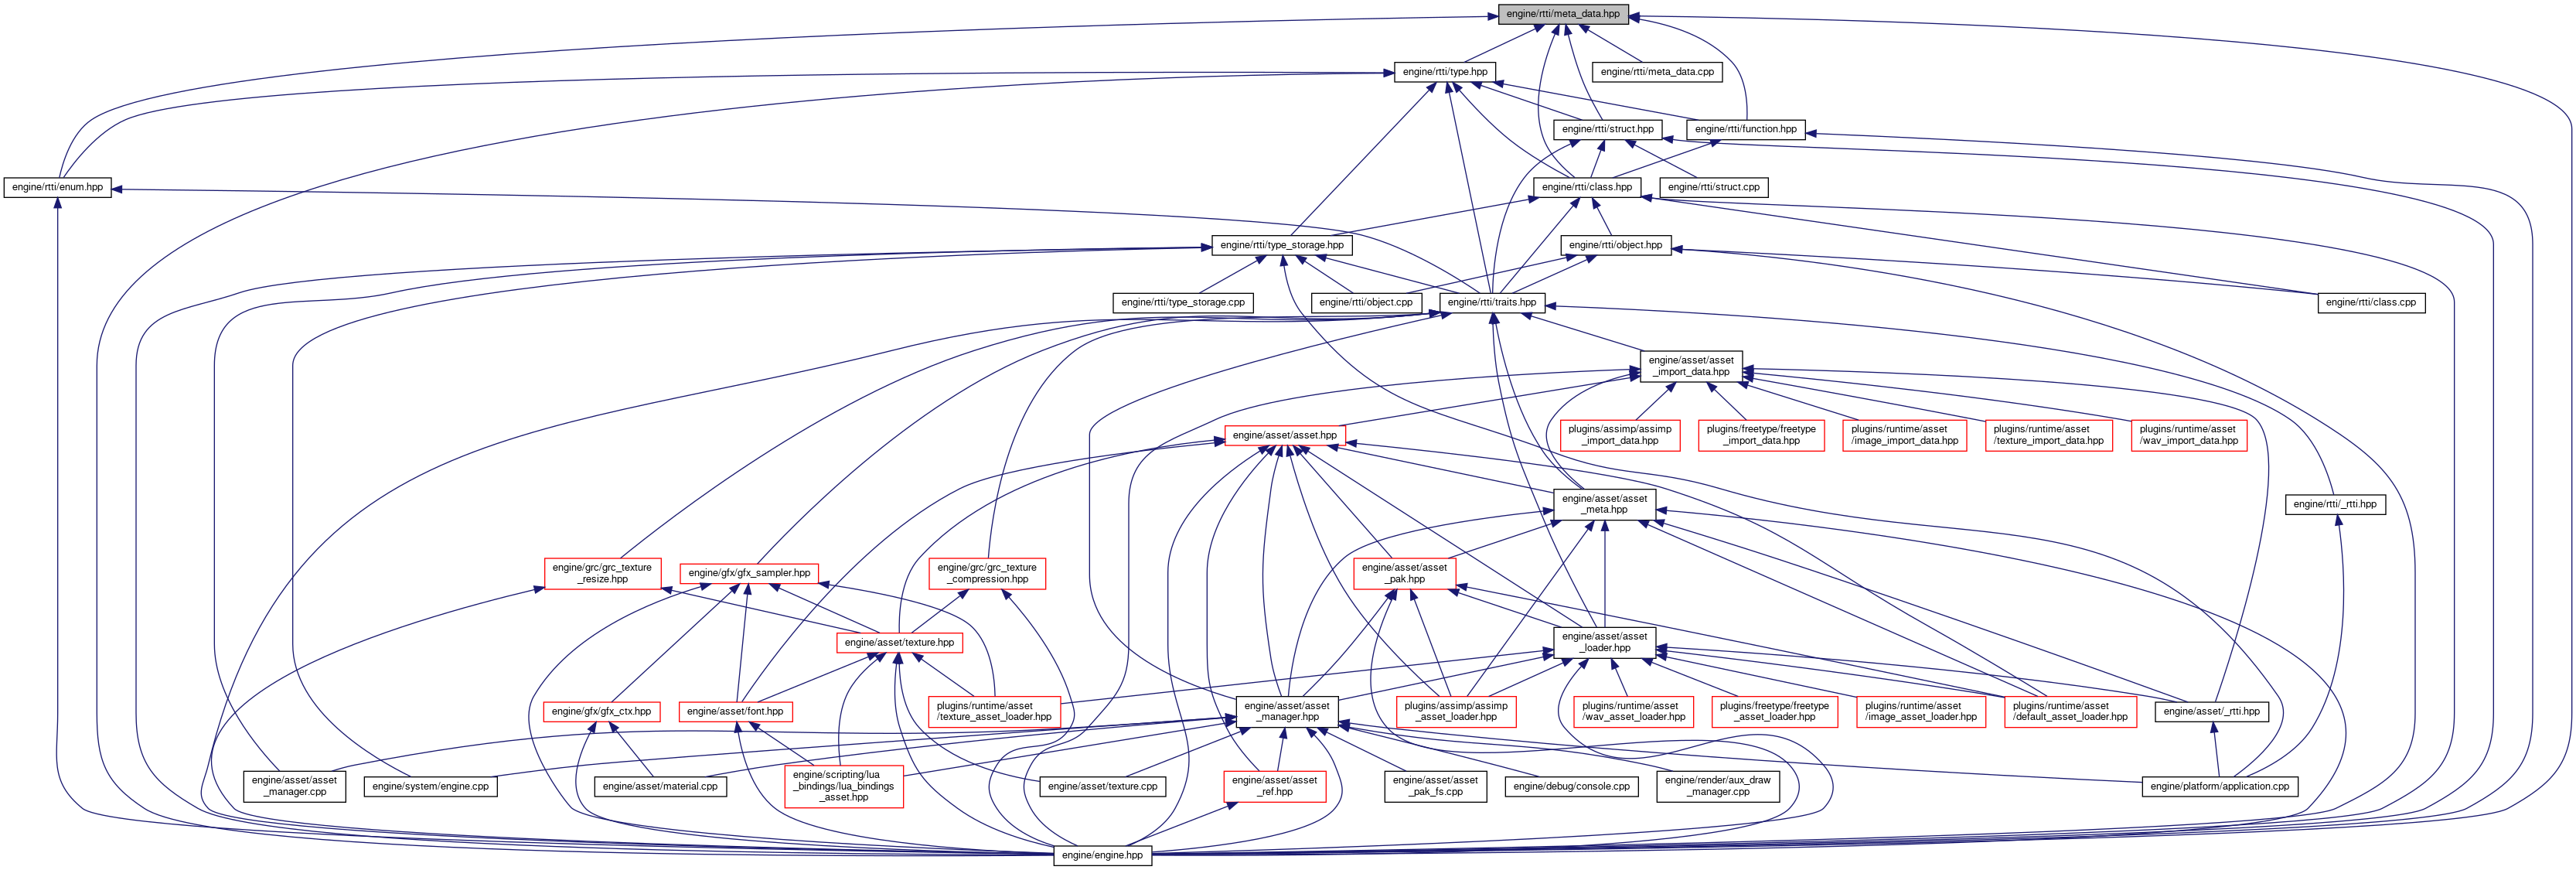 engine/rtti/meta_data.hpp
engine/rtti/type.hpp
engine/rtti/meta_data.cpp
engine/rtti/struct.hpp
engine/rtti/function.hpp
engine/rtti/enum.hpp
engine/rtti/class.hpp
engine/rtti/struct.cpp
engine/rtti/type_storage.hpp
engine/rtti/object.hpp
engine/rtti/type_storage.cpp
engine/rtti/object.cpp
engine/rtti/traits.hpp
engine/rtti/class.cpp
engine/asset/asset
_import_data.hpp
engine/asset/asset.hpp
plugins/assimp/assimp
_import_data.hpp
plugins/freetype/freetype
_import_data.hpp
plugins/runtime/asset
/image_import_data.hpp
plugins/runtime/asset
/texture_import_data.hpp
plugins/runtime/asset
/wav_import_data.hpp
engine/asset/asset
_meta.hpp
engine/rtti/_rtti.hpp
engine/grc/grc_texture
_resize.hpp
engine/gfx/gfx_sampler.hpp
engine/grc/grc_texture
_compression.hpp
engine/asset/asset
_pak.hpp
engine/asset/texture.hpp
engine/asset/asset
_loader.hpp
engine/gfx/gfx_ctx.hpp
engine/asset/font.hpp
plugins/runtime/asset
/texture_asset_loader.hpp
engine/asset/asset
_manager.hpp
plugins/assimp/assimp
_asset_loader.hpp
plugins/runtime/asset
/wav_asset_loader.hpp
plugins/freetype/freetype
_asset_loader.hpp
plugins/runtime/asset
/image_asset_loader.hpp
plugins/runtime/asset
/default_asset_loader.hpp
engine/asset/_rtti.hpp
engine/asset/asset
_manager.cpp
engine/system/engine.cpp
engine/asset/material.cpp
engine/scripting/lua
_bindings/lua_bindings
_asset.hpp
engine/asset/texture.cpp
engine/asset/asset
_ref.hpp
engine/asset/asset
_pak_fs.cpp
engine/debug/console.cpp
engine/render/aux_draw
_manager.cpp
engine/platform/application.cpp
engine/engine.hpp